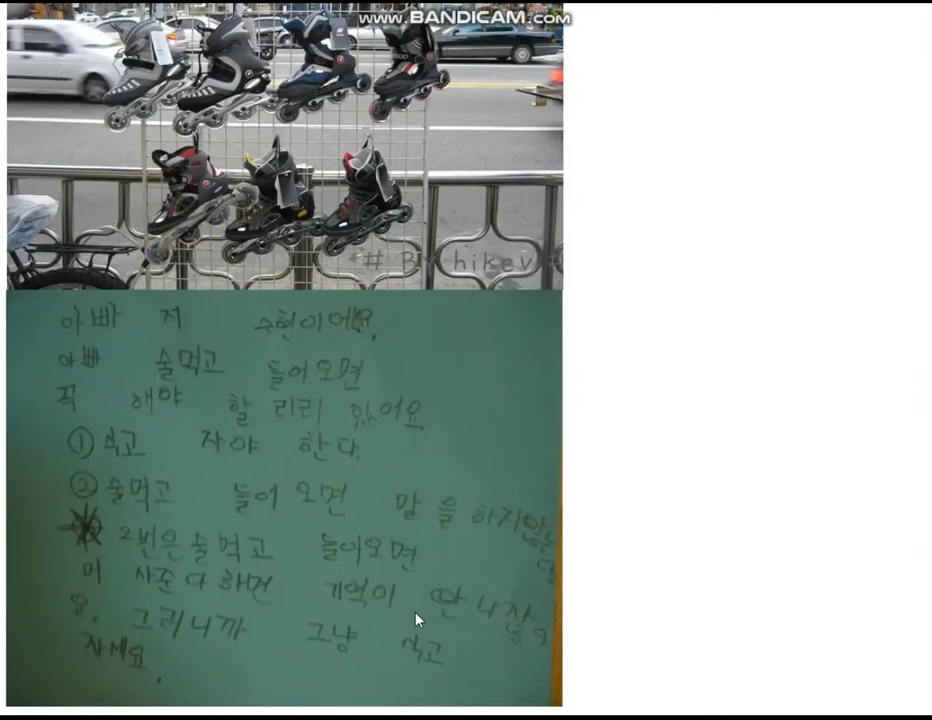 www.BANDICAM.com
아빠 저 수현이에요.
아빠 술먹고 들어오면
꼭 해야 할 리리 있어요
① 식고 자야 한다.
② 술먹고 들어오면 말을 하지않는다
2번은 술먹고 들어오면
머 사준다 하면 기억이 안 나잖아
요. 그러니까 그냥 식고
자세요.